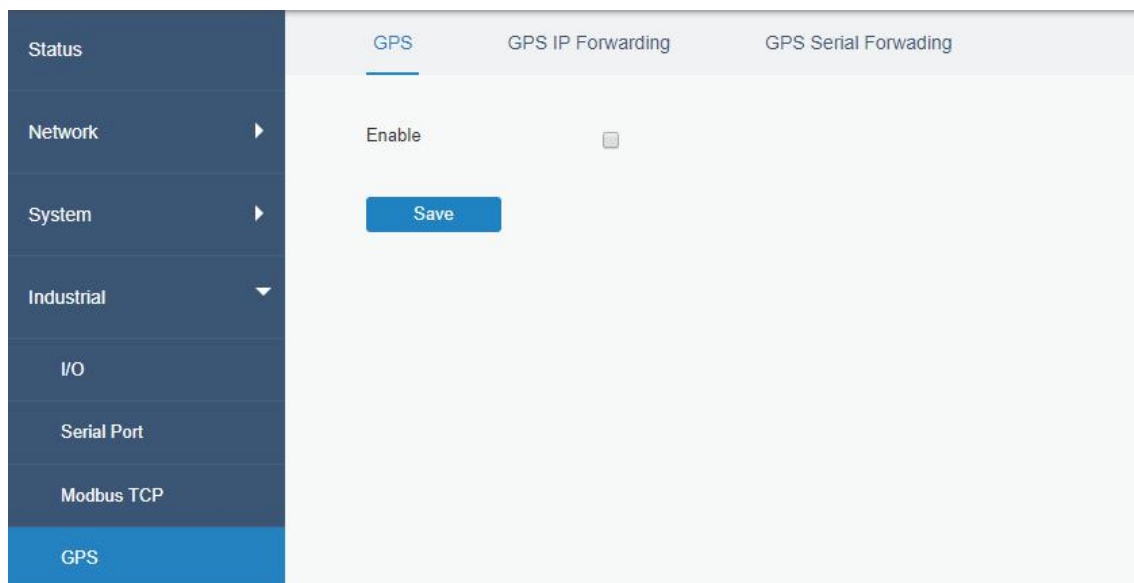 Status
Network
System
Industrial
I/O
Serial Port
Modbus TCP
GPS
GPS GPS IP Forwarding GPS Serial Forwading
Enable
Save